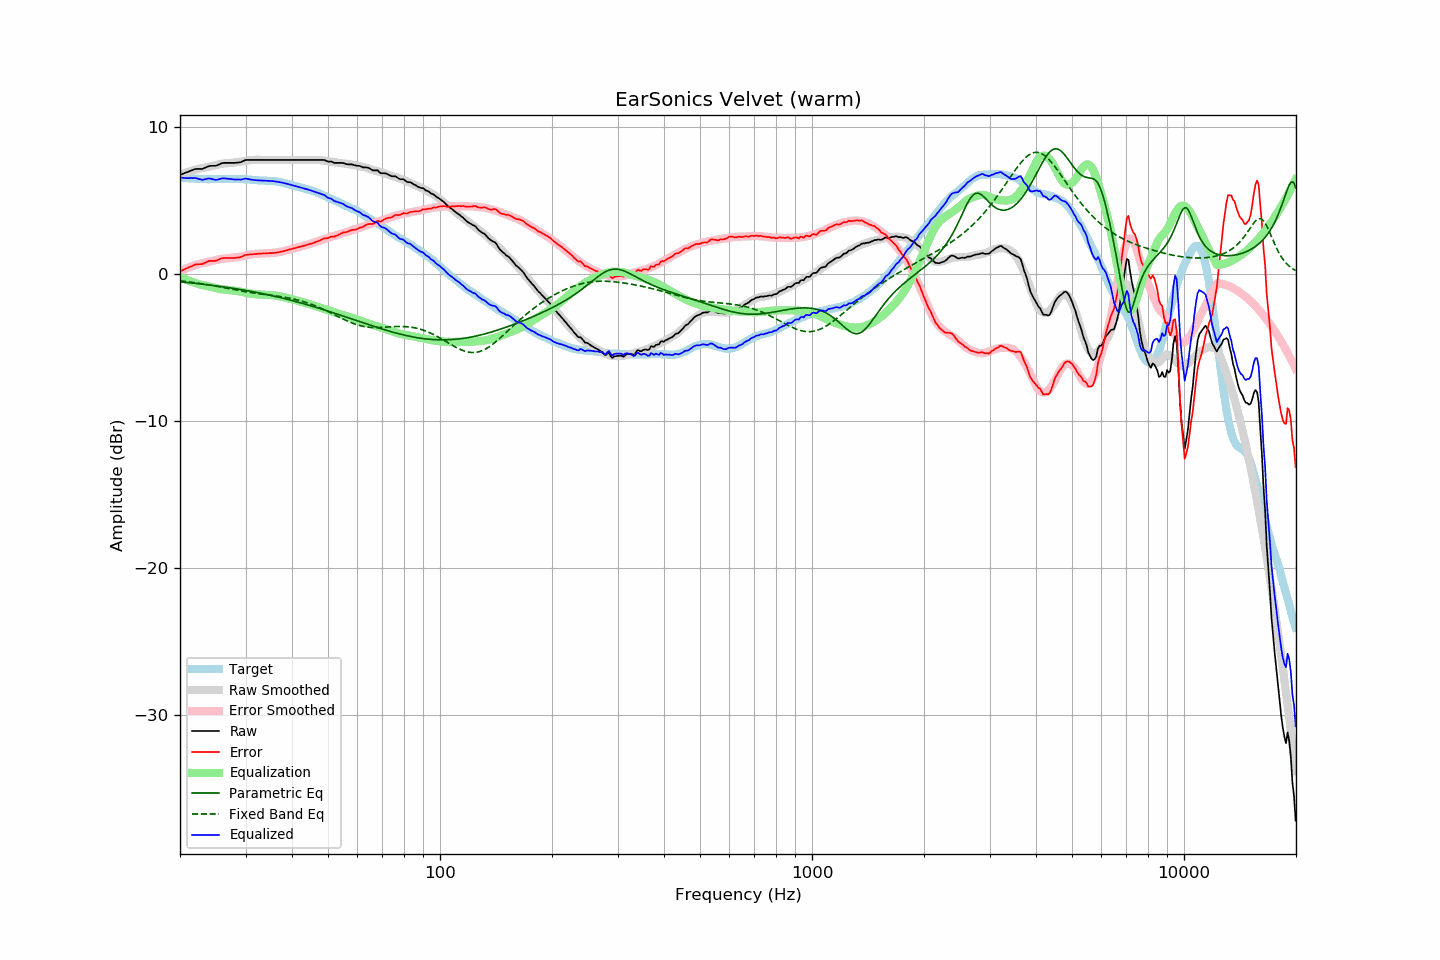 EarSonics Velvet (warm)
10
0
−10
−20
−30
Amplitude (dBr)
Target
Raw Smoothed
Error Smoothed
Raw
Error
Equalization
Parametric Eq
Fixed Band Eq
Equalized
100
1000
10000
Frequency (Hz)